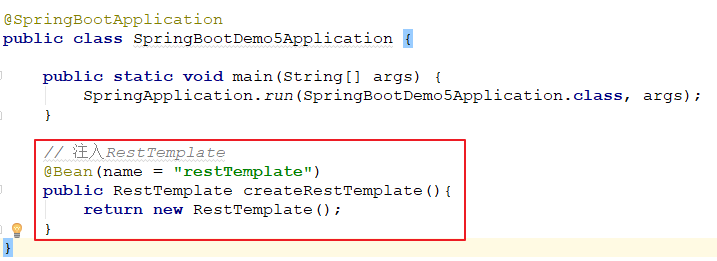 @SpringBootApplication
public class SpringBootDemo5Application {
public static void main(String[] args) {
SpringApplication.run(SpringBootDemo5Application.class, args);
}
// 注入RestTemplate
@Bean(name = "restTemplate")
public RestTemplate createRestTemplate(){
return new RestTemplate();
}
}